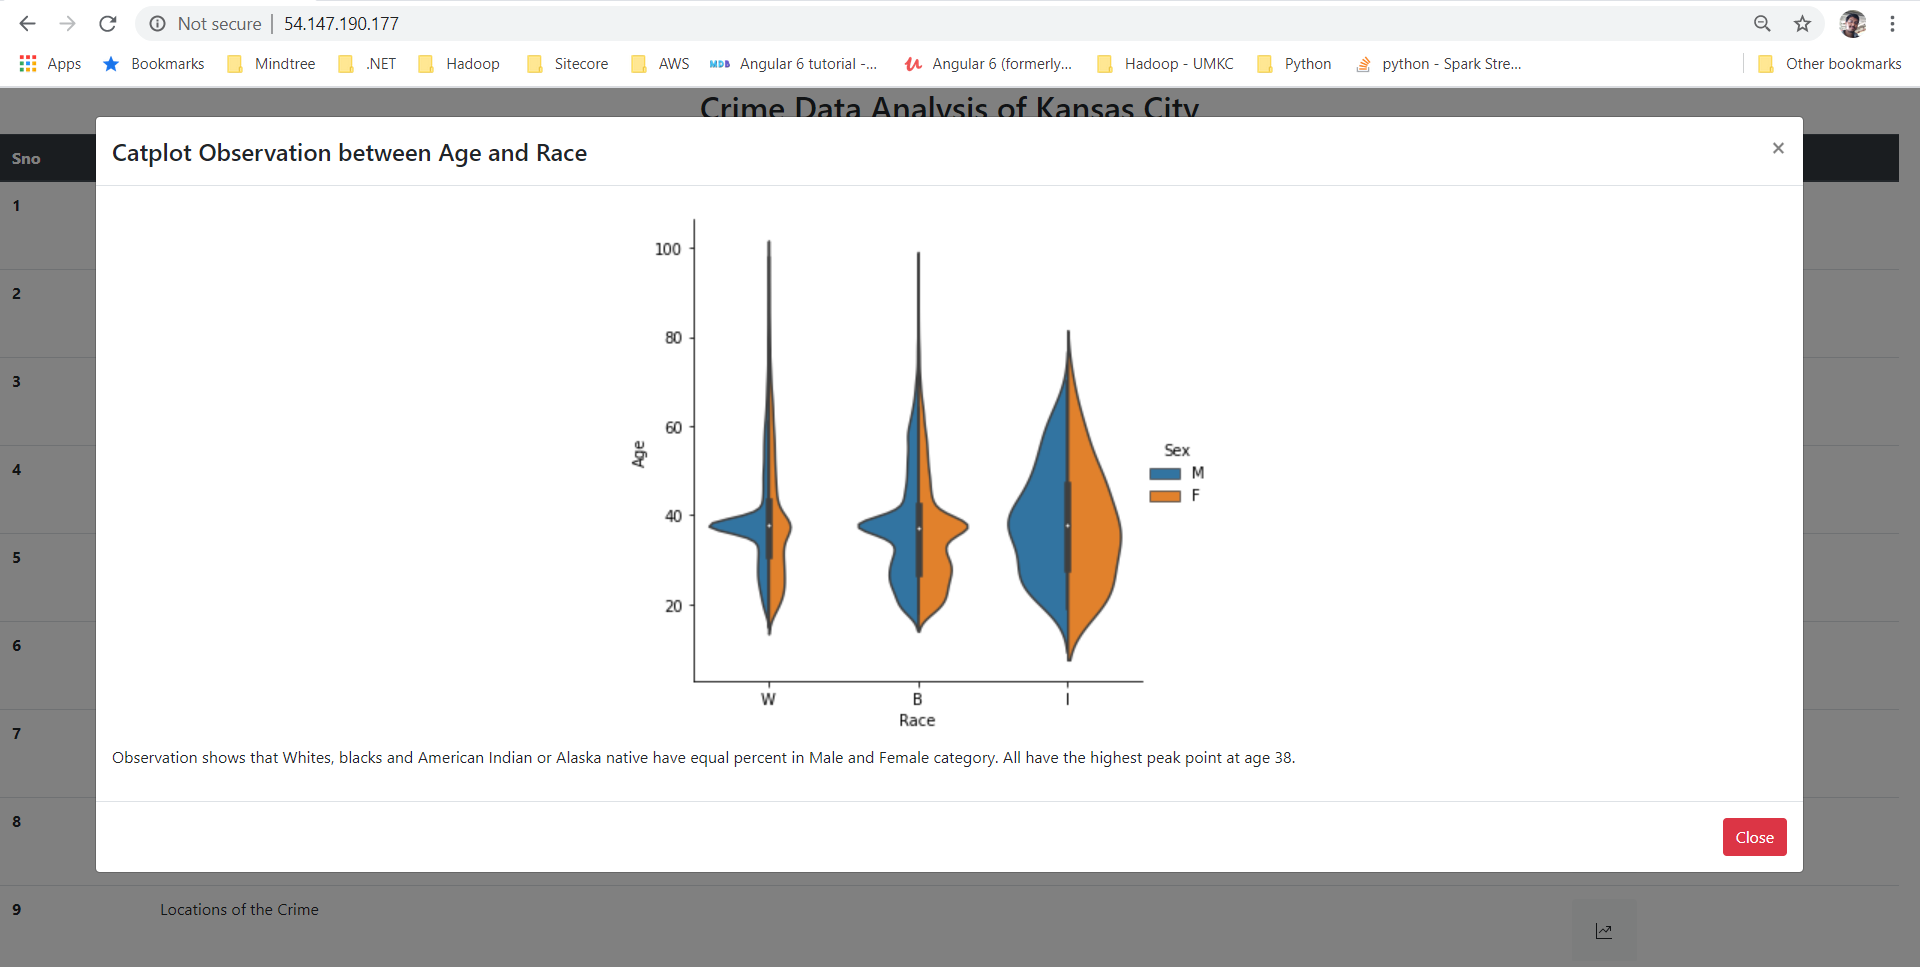 Not secure | 54.147.190.177
Apps Bookmarks Mindtree .NET Hadoop Sitecore AWS MDB Angular 6 tutorial -... Angular 6 (formerly... Hadoop - UMKC Python python - Spark Stre... Other bookmarks
Crime Data Analysis of Kansas City
Sno
Catplot Observation between Age and Race
×
1
2
3
4
5
6
7
8
9 Locations of the Crime
100
80
60
40
20
Age
W B I
Race
Sex
M
F
Observation shows that Whites, blacks and American Indian or Alaska native have equal percent in Male and Female category. All have the highest peak point at age 38.
Close